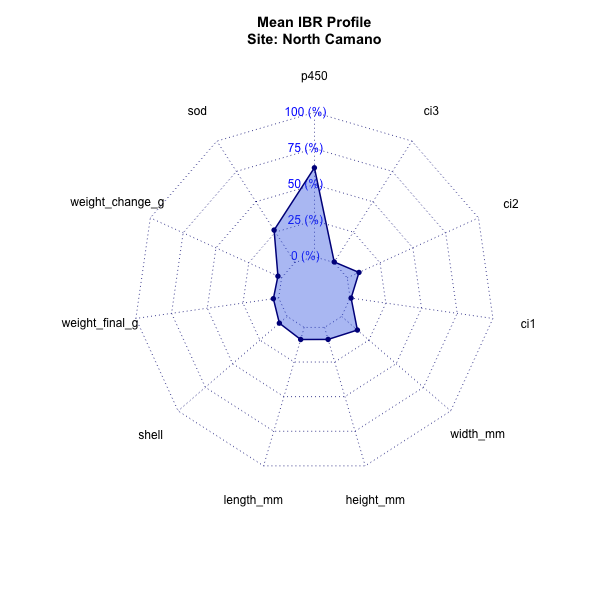 Mean IBR Profile
Site: North Camano
p450
sod
100 (%)
ci3
75 (%)
50 (%)
weight_change_g
ci2
25 (%)
0 (%)
weight_final_g
ci1
shell
width_mm
length_mm
height_mm